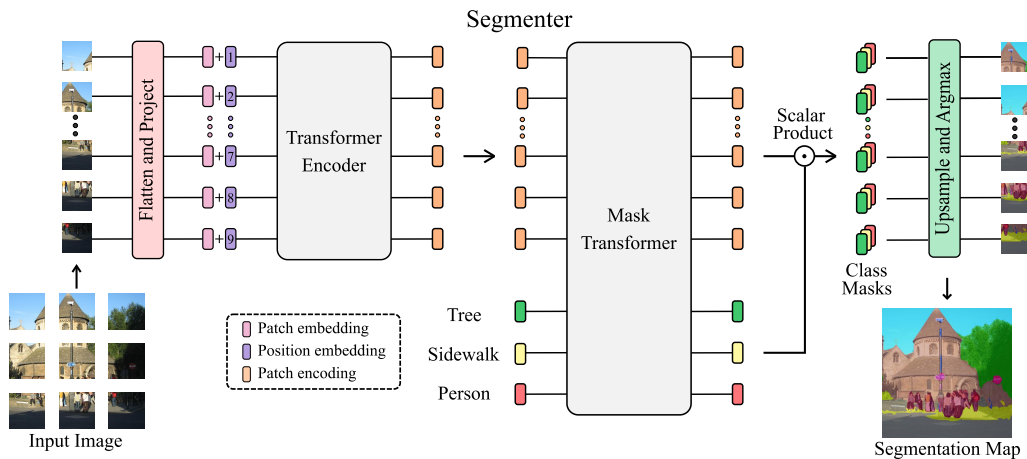 Segmenter
Flatten and Project
+ 1
+ 2
+ 7
+ 8
+ 9
Transformer
Encoder
Mask
Transformer
Scalar
Product
Upsample and Argmax
Class
Masks
Tree
Sidewalk
Person
Patch embedding
Position embedding
Patch encoding
Input Image
Segmentation Map